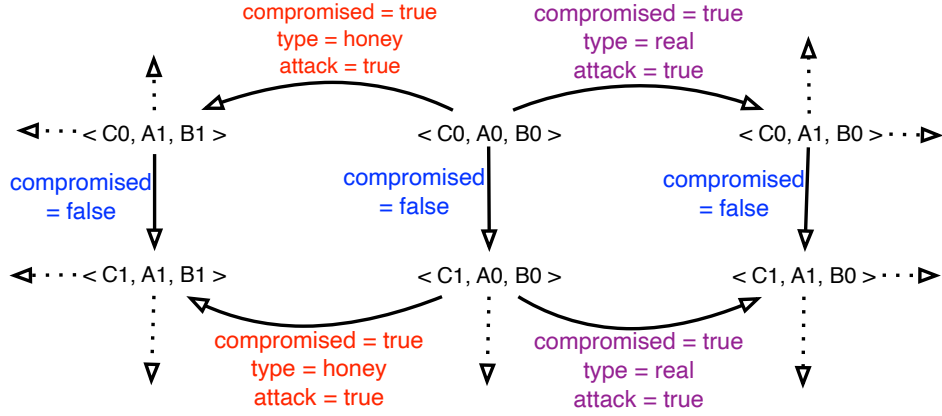 compromised = true
type = honey
attack = true
compromised = true
type = real
attack = true
< C0, A1, B1 >
< C0, A0, B0 >
< C0, A1, B0 >
compromised
= false
compromised
= false
compromised
= false
< C1, A1, B1 >
< C1, A0, B0 >
< C1, A1, B0 >
compromised = true
type = honey
attack = true
compromised = true
type = real
attack = true